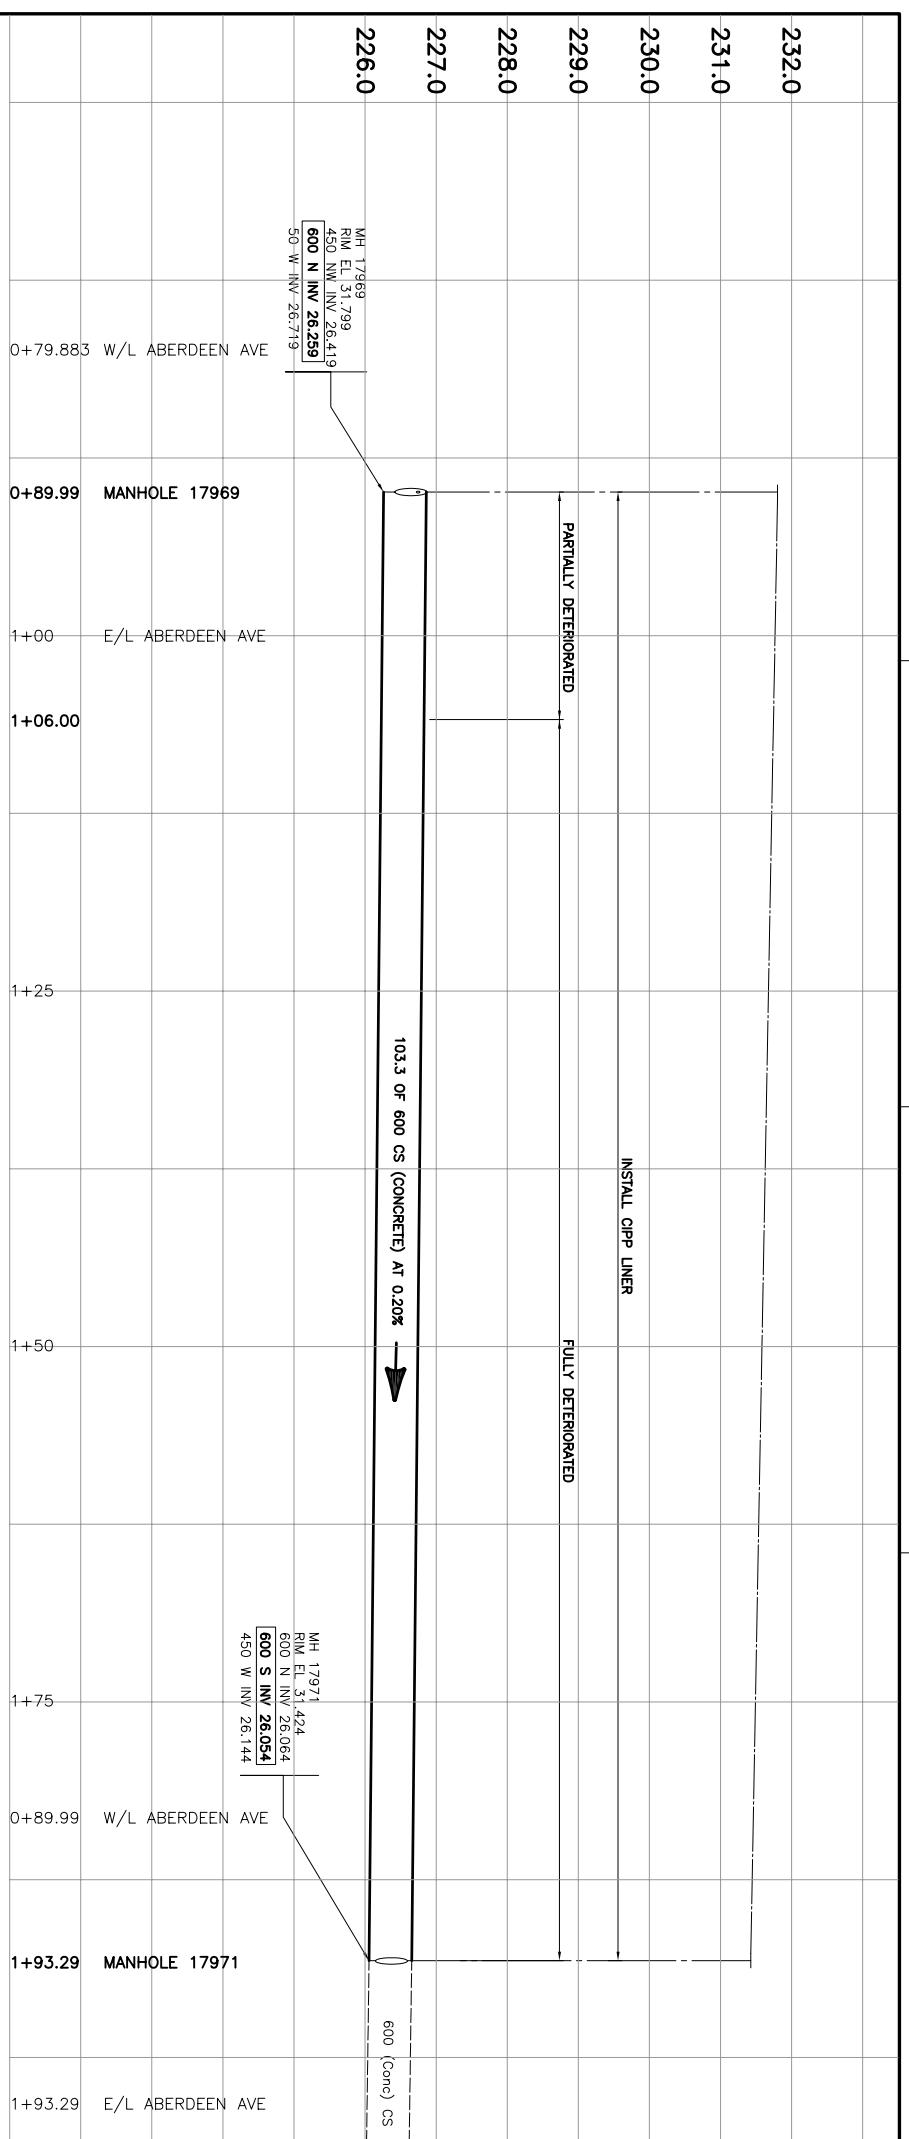 232.0
231.0
230.0
229.0
228.0
227.0
226.0
MH 17969
RIM EL 31.799
450 NW INV 26.419
600 N INV 26.259
50 W INV 26.719
PARTIALLY DETERIORATED
INSTALL CIPP LINER
FULLY DETERIORATED
103.3 OF 600 CS (CONCRETE) AT 0.20%
MH 17971
RIM EL 31.424
600 N INV 26.064
600 S INV 26.054
450 W INV 26.144
600 (Conc) CS
0+79.883 W/L ABERDEEN AVE
0+89.99 MANHOLE 17969
1+00 E/L ABERDEEN AVE
1+06.00
1+25
1+50
1+75
0+89.99 W/L ABERDEEN AVE
1+93.29 MANHOLE 17971
1+93.29 E/L ABERDEEN AVE